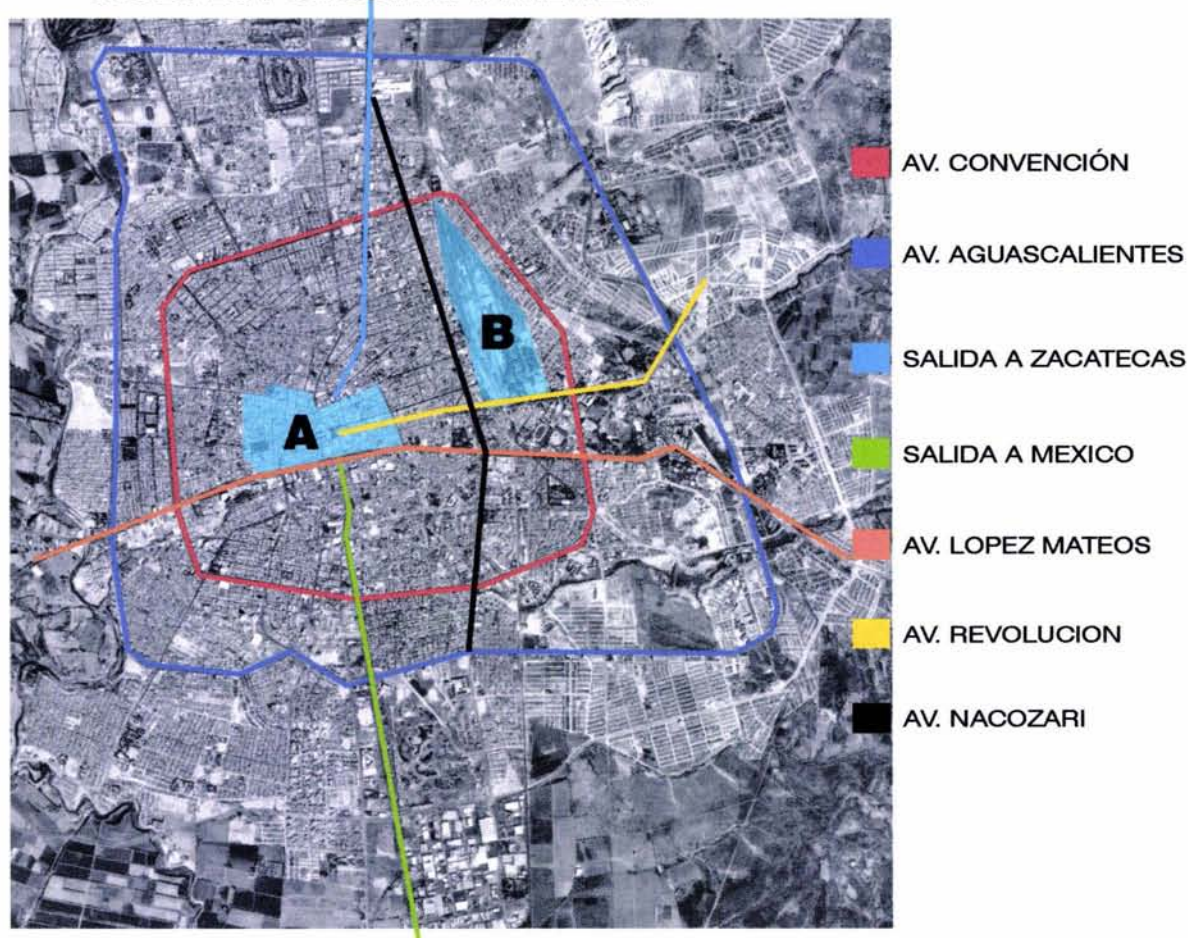 AV. CONVENCIÓN
AV. AGUASCALIENTES
SALIDA A ZACATECAS
SALIDA A MEXICO
AV. LOPEZ MATEOS
AV. REVOLUCION
AV. NACOZARI
B
A